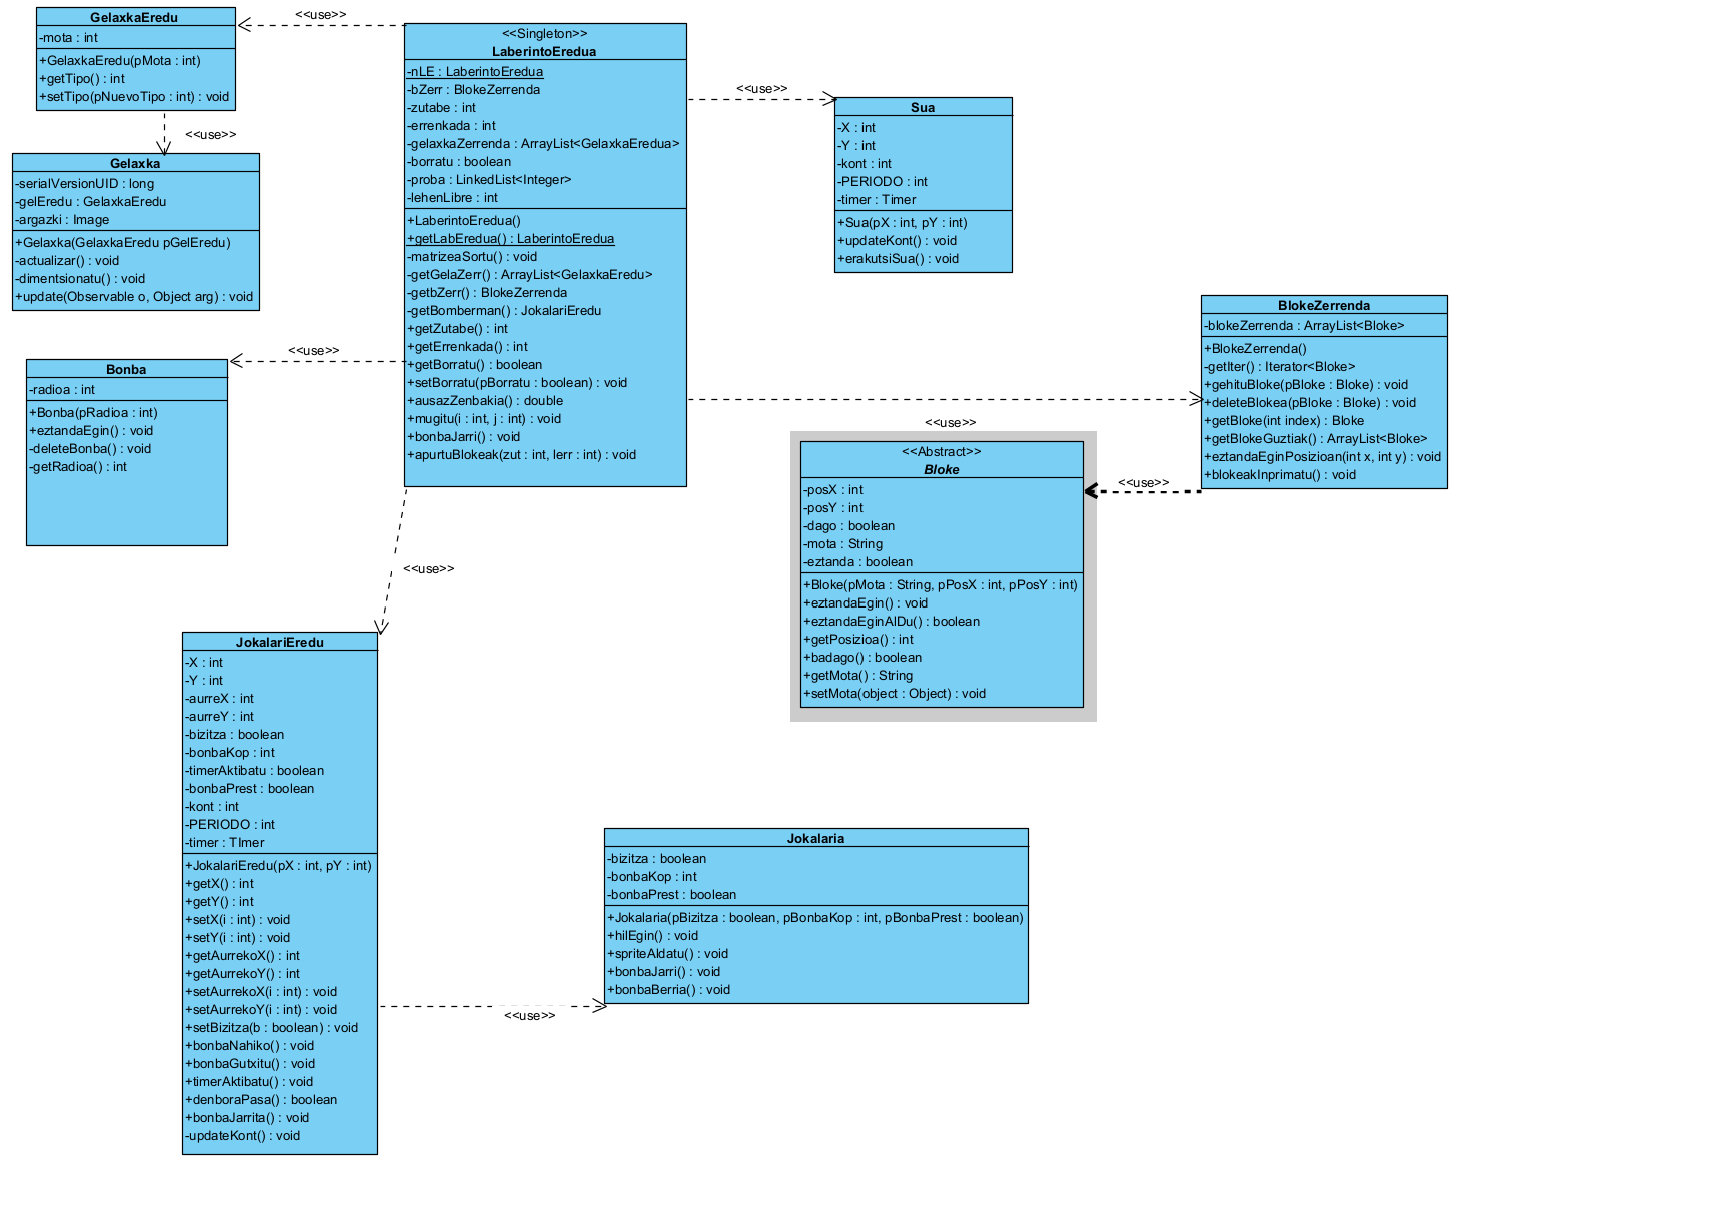 GelaxkaEredu
-mota : int
+GelaxkaEredu(pMota : int)
+getTipo() : int
+setTipo(pNuevoTipo : int) : void
<<use>>
<<use>>
Gelaxka
-serialVersionUID : long
-gelEredu : GelaxkaEredu
-argazki : Image
+Gelaxka(GelaxkaEredu pGelEredu)
-actualizar() : void
-dimentsionatu() : void
+update(Observable o, Object arg) : void
<<Singleton>>
LaberintoEredua
-nLE : LaberintoEredua
-bZerr : BlokeZerrenda
-zutabe : int
-errenkada : int
-gelaxkaZerrenda : ArrayList<GelaxkaEredua>
-borratu : boolean
-proba : LinkedList<Integer>
-lehenLibre : int
+LaberintoEredua()
+getLabEredua() : LaberintoEredua
-matrizeaSortu() : void
-getGelaZerr() : ArrayList<GelaxkaEredu>
-getbZerr() : BlokeZerrenda
-getBomberman() : JokalariEredu
+getZutabe() : int
+getErrenkada() : int
+getBorratu() : boolean
+setBorratu(pBorratu : boolean) : void
+ausazZenbakia() : double
+mugitu(i : int, j : int) : void
+bonbaJarri() : void
+apurtuBlokeak(zut : int, lerr : int) : void
<<use>>
Sua
-X : int
-Y : int
-kont : int
-PERIODO : int
-timer : Timer
+Sua(pX : int, pY : int)
+updateKont() : void
+erakutsiSua() : void
<<use>>
Bonba
-radioa : int
+Bonba(pRadioa : int)
+eztandaEgin() : void
-deleteBonba() : void
-getRadioa() : int
BlokeZerrenda
-blokeZerrenda : ArrayList<Bloke>
+BlokeZerrenda()
-getIter() : Iterator<Bloke>
+gehituBloke(pBloke : Bloke) : void
+deleteBlokea(pBloke : Bloke) : void
+getBloke(int index) : Bloke
+getBlokeGuztiak() : ArrayList<Bloke>
+eztandaEginPosizioan(int x, int y) : void
+blokeakInprimatu() : void
<<use>>
<<use>>
<<Abstract>>
Bloke
-posX : int
-posY : int
-dago : boolean
-mota : String
-eztanda : boolean
+Bloke(pMota : String, pPosX : int, pPosY : int)
+eztandaEgin() : void
+eztandaEginAlDu() : boolean
+getPosizioa() : int
+badago() : boolean
+getMota() : String
+setMota(object : Object) : void
<<use>>
JokalariEredu
-X : int
-Y : int
-aurreX : int
-aurreY : int
-bizitza : boolean
-bonbaKop : int
-timerAktibatu : boolean
-bonbaPrest : boolean
-kont : int
-PERIODO : int
-timer : TImer
+JokalariEredu(pX : int, pY : int)
+getX() : int
+getY() : int
+setX(i : int) : void
+setY(i : int) : void
+getAurrekoX() : int
+getAurrekoY() : int
+setAurrekoX(i : int) : void
+setAurrekoY(i : int) : void
+setBizitza(b : boolean) : void
+bonbaNahiko() : void
+bonbaGutxitu() : void
+timerAktibatu() : void
+denboraPasa() : boolean
+bonbaJarrita() : void
-updateKont() : void
<<use>>
Jokalaria
-bizitza : boolean
-bonbaKop : int
-bonbaPrest : boolean
+Jokalaria(pBizitza : boolean, pBonbaKop : int, pBonbaPrest : boolean)
+hilEgin() : void
+spriteAldatu() : void
+bonbaJarri() : void
+bonbaBerria() : void